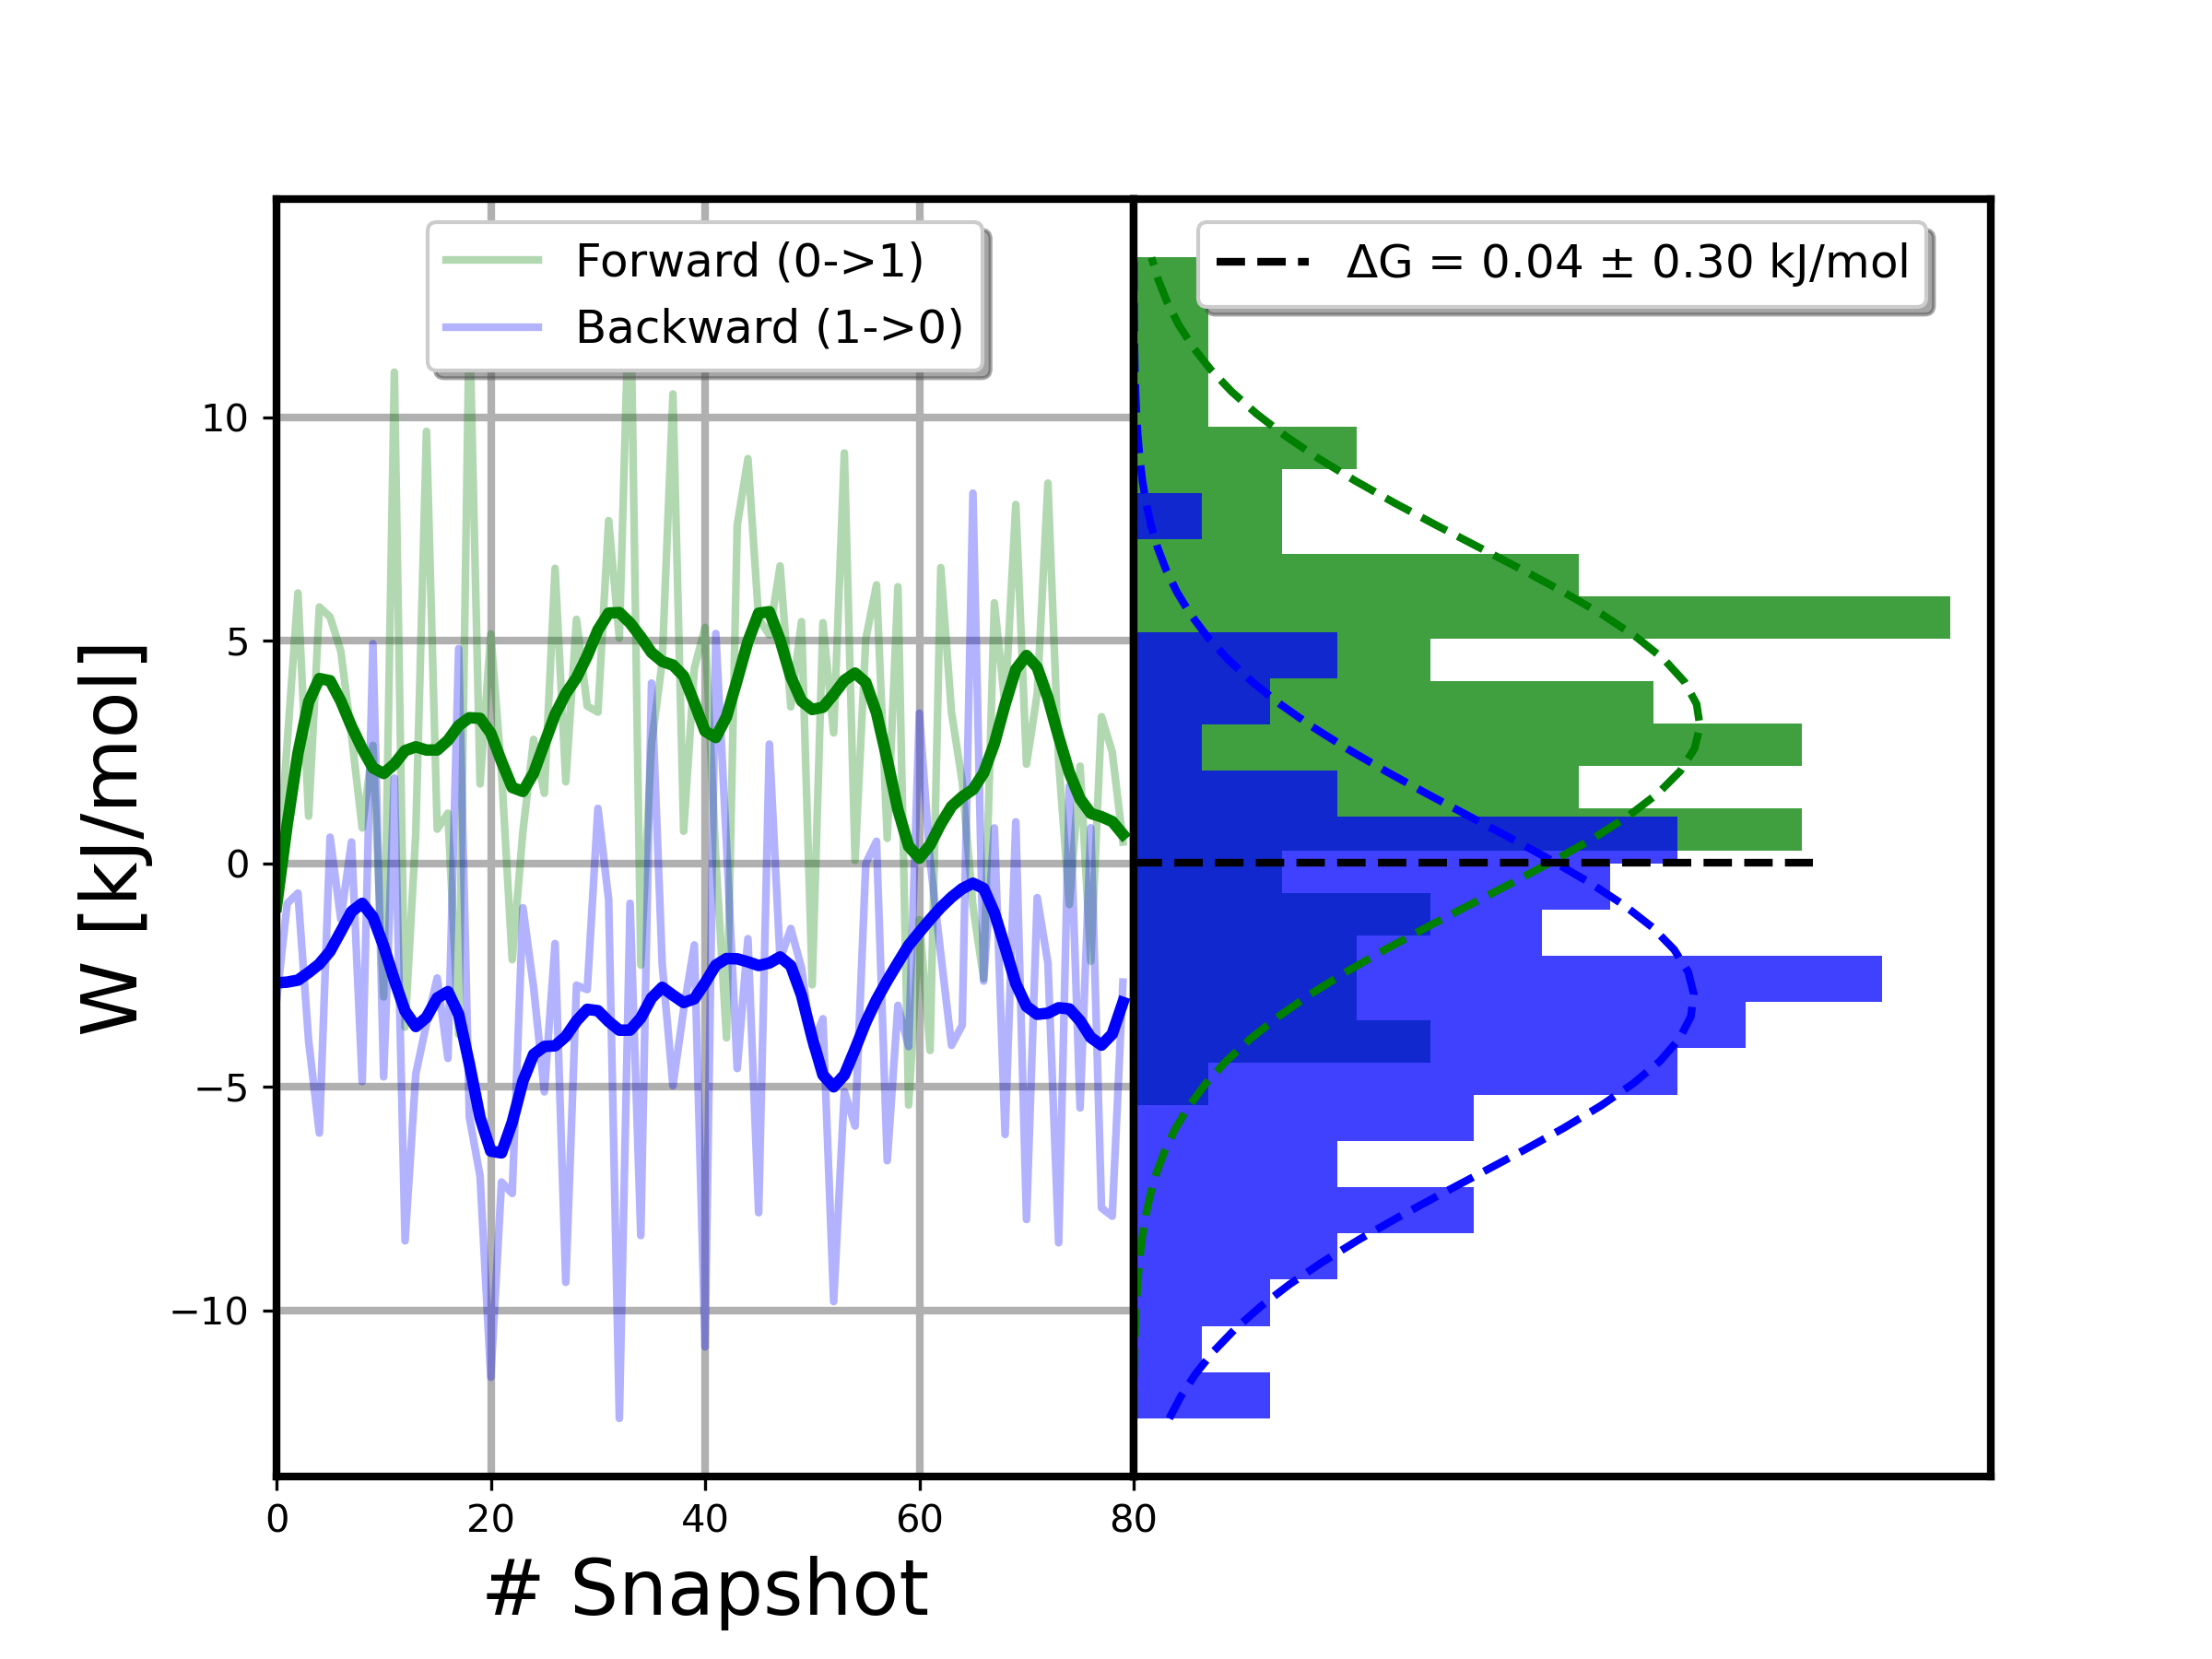 Forward (0->1)
Backward (1->0)
ΔG = 0.04 ± 0.30 kJ/mol
W [kJ/mol]
10
5
0
−5
−10
0
20
40
60
80
# Snapshot